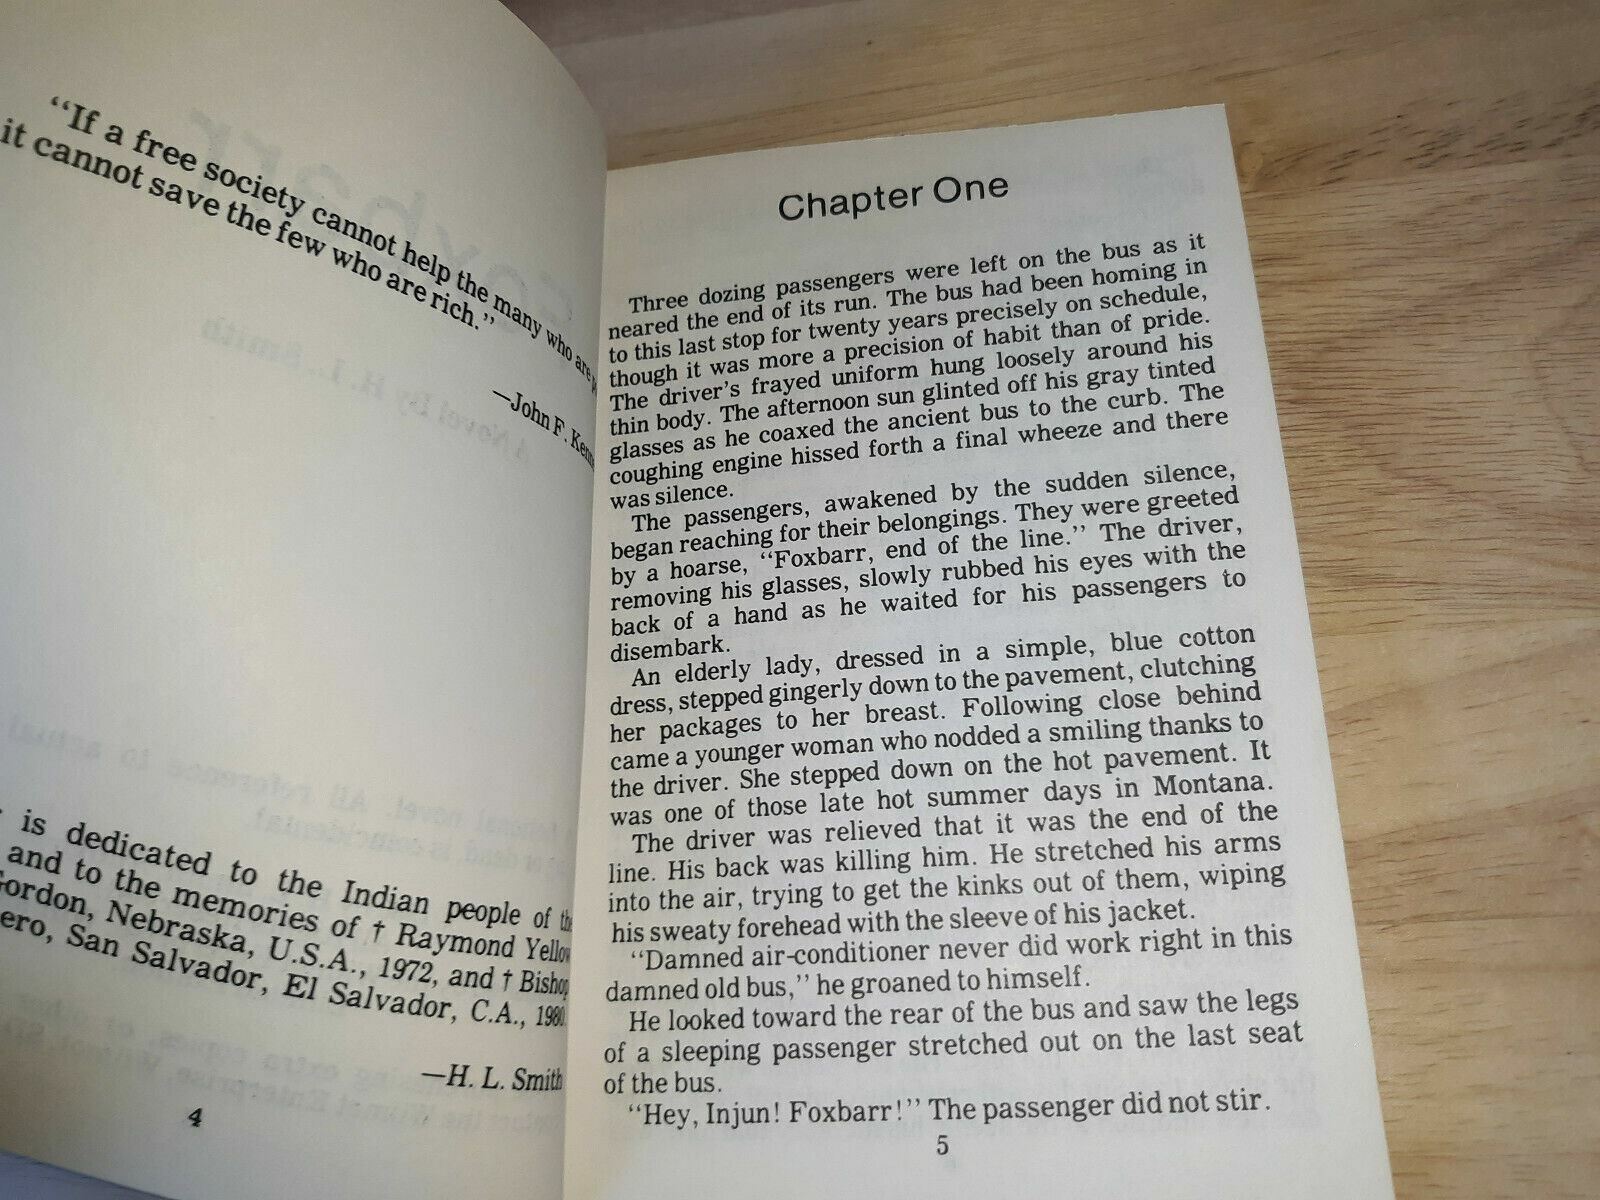 "If a free society cannot help the many who are
it cannot save the few who are rich."
—John F.
is dedicated to the Indian people of
and to the memories of † Raymond
Nebraska, U.S.A., 1972, and † Bishop
San Salvador, El Salvador, C.A., 1980
—H. L. Smith
4
Chapter One
Three dozing passengers were left on the bus as it
neared the end of its run. The bus had been homing in
to this last stop for twenty years precisely on schedule,
though it was more a precision of habit than of pride.
The driver's frayed uniform hung loosely around his
thin body. The afternoon sun glinted off his gray tinted
glasses as he coaxed the ancient bus to the curb. The
coughing engine hissed forth a final wheeze and there
was silence.
The passengers, awakened by the sudden silence,
began reaching for their belongings. They were greeted
by a hoarse, "Foxbarr, end of the line." The driver,
removing his glasses, slowly rubbed his eyes with the
back of a hand as he waited for his passengers to
disembark.
An elderly lady, dressed in a simple, blue cotton
dress, stepped gingerly down to the pavement, clutching
her packages to her breast. Following close behind
came a younger woman who nodded a smiling thanks to
the driver. She stepped down on the hot pavement. It
was one of those late hot summer days in Montana.
The driver was relieved that it was the end of the
line. His back was killing him. He stretched his arms
into the air, trying to get the kinks out of them, wiping
his sweaty forehead with the sleeve of his jacket.
"Damned air-conditioner never did work right in this
damned old bus," he groaned to himself.
He looked toward the rear of the bus and saw the legs
of a sleeping passenger stretched out on the last seat
of the bus.
"Hey, Injun! Foxbarr!" The passenger did not stir.
5